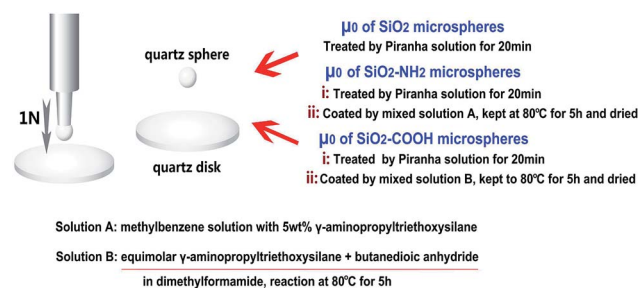 1N
quartz sphere
quartz disk
μ0 of SiO2 microspheres
Treated by Piranha solution for 20min
μ0 of SiO2-NH2 microspheres
i: Treated by Piranha solution for 20min
ii: Coated by mixed solution A, kept at 80℃ for 5h and dried
μ0 of SiO2-COOH microspheres
i: Treated by Piranha solution for 20min
ii: Coated by mixed solution B, kept to 80℃ for 5h and dried
Solution A: methylbenzene solution with 5wt% γ-aminopropyltriethoxysilane
Solution B: equimolar γ-aminopropyltriethoxysilane + butanedioic anhydride
in dimethylformamide, reaction at 80℃ for 5h